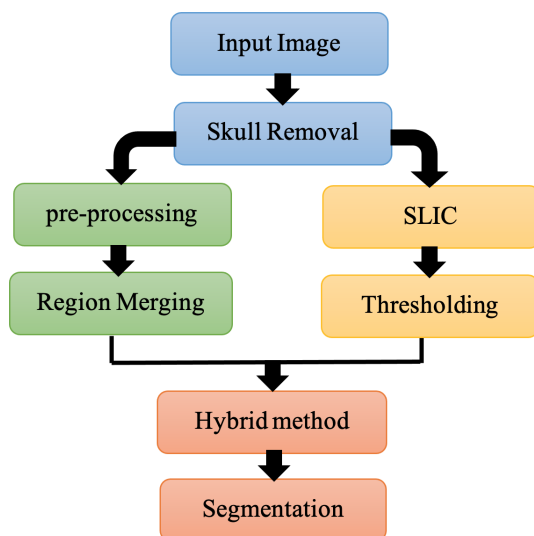 Input Image
Skull Removal
pre-processing
SLIC
Region Merging
Thresholding
Hybrid method
Segmentation